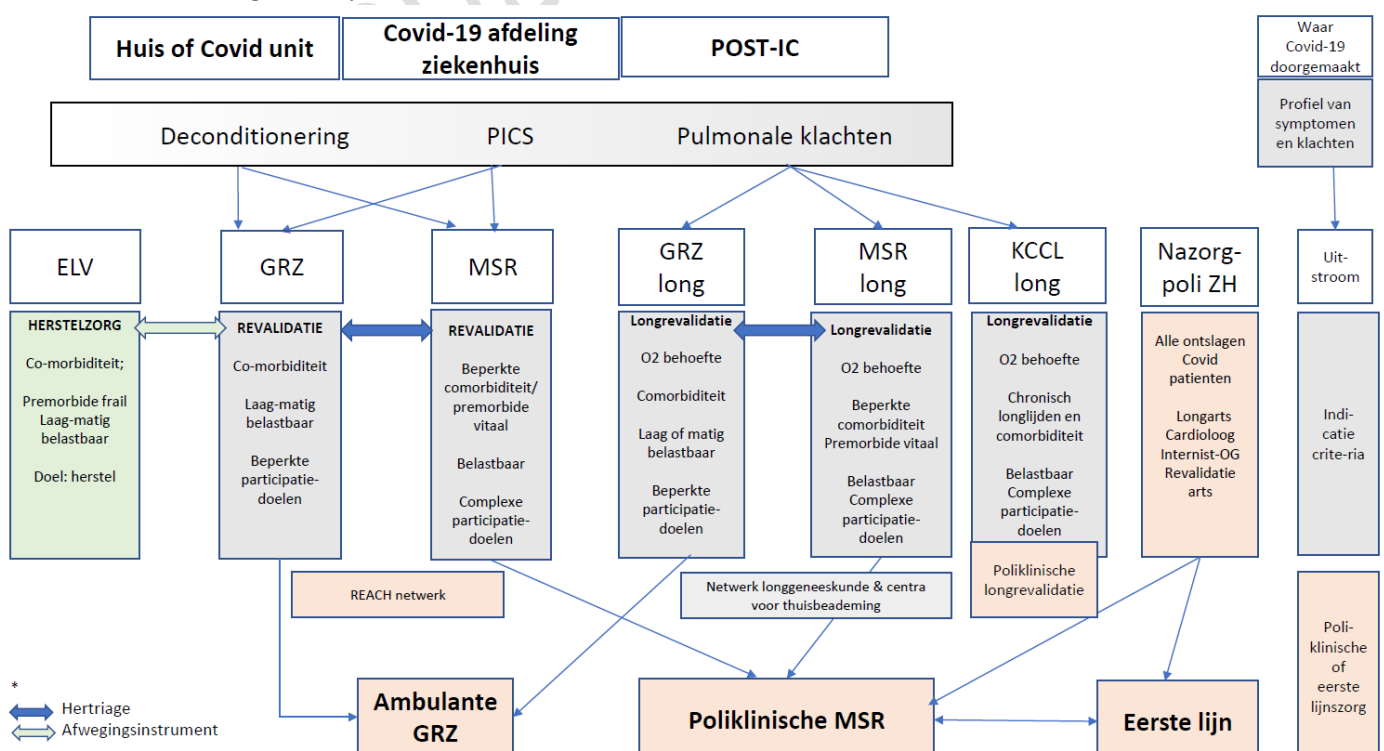 Huis of Covid unit
Covid-19 afdeling
ziekenhuis
POST-IC
Waar
Covid-19
doorgemaakt
Deconditionering
PICS
Pulmonale klachten
Profiel van
symptomen
en klachten
ELV
GRZ
MSR
GRZ
long
MSR
long
KCCL
long
Nazorg-
poli ZH
Uit-
stroom
HERSTELZORG
Co-morbiditeit;
Premorbide frail
Laag-matig
belastbaar
Doel: herstel
REVALIDATIE
Co-morbiditeit
Laag-matig
belastbaar
Beperkte
participatie-
doelen
REVALIDATIE
Beperkte
comorbiditeit/
premorbide
vitaal
Belastbaar
Complexe
participatie-
doelen
Longrevalidatie
O2 behoefte
Comorbiditeit
Laag of matig
belastbaar
Beperkte
participatie-
doelen
Longrevalidatie
O2 behoefte
Beperkte
comorbiditeit
Premorbide vitaal
Belastbaar
Complexe
participatie-
doelen
Longrevalidatie
O2 behoefte
Chronisch
longlijden en
comorbiditeit
Belastbaar
Complexe
participatie-
doelen
Alle ontslagen
Covid
patienten
Longarts
Cardioloog
Internist-OG
Revalidatie
arts
Indi-
catie
crite-ria
REACH netwerk
Netwerk longgeneeskunde & centra
voor thuisbeademing
Poliklinische
longrevalidatie
Poli-
klinische
of
eerste
lijnszorg
*
Hertriage
Afwegingsinstrument
Ambulante
GRZ
Poliklinische MSR
Eerste lijn